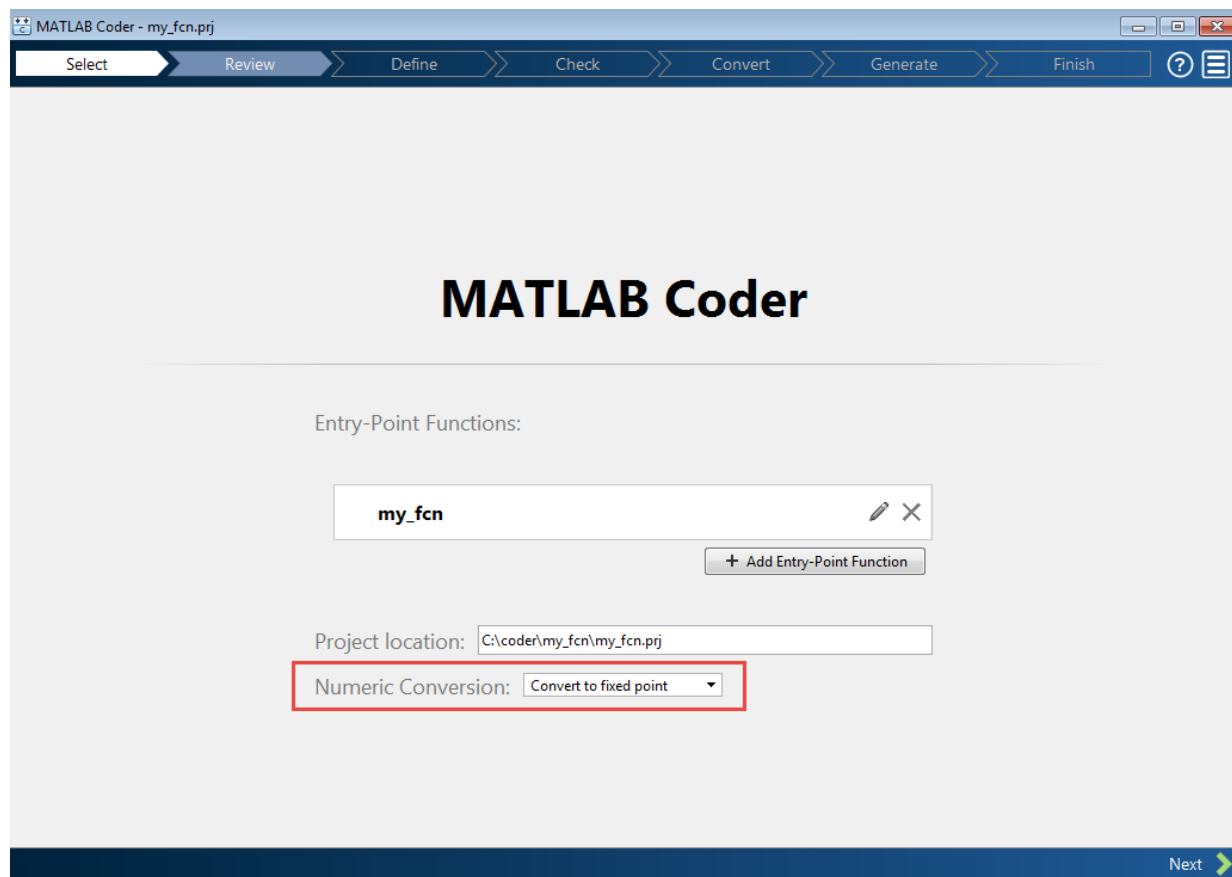 MATLAB Coder - my_fcn.prj
Select Review Define Check Convert Generate Finish ?
MATLAB Coder
Entry-Point Functions:
my_fcn
+ Add Entry-Point Function
Project location: C:\coder\my_fcn\my_fcn.prj
Numeric Conversion: Convert to fixed point
Next